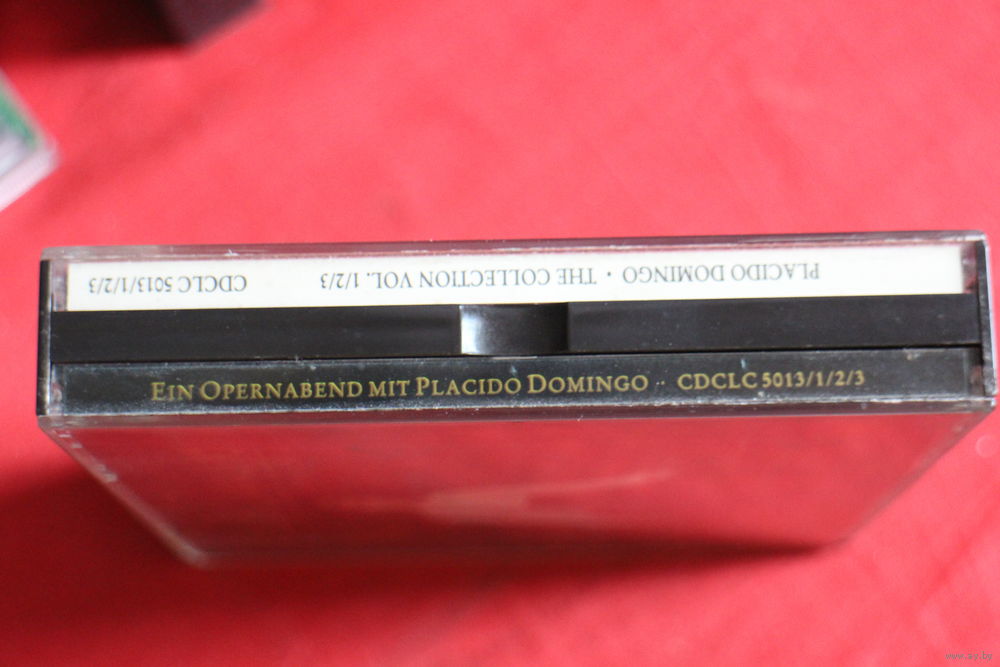 PLACIDO DOMINGO • THE COLLECTION VOL. 1/2/3 CDCLC 5013/1/2/3
EIN OPERNABEND MIT PLACIDO DOMINGO · CDCLC 5013/1/2/3
www.ay.by